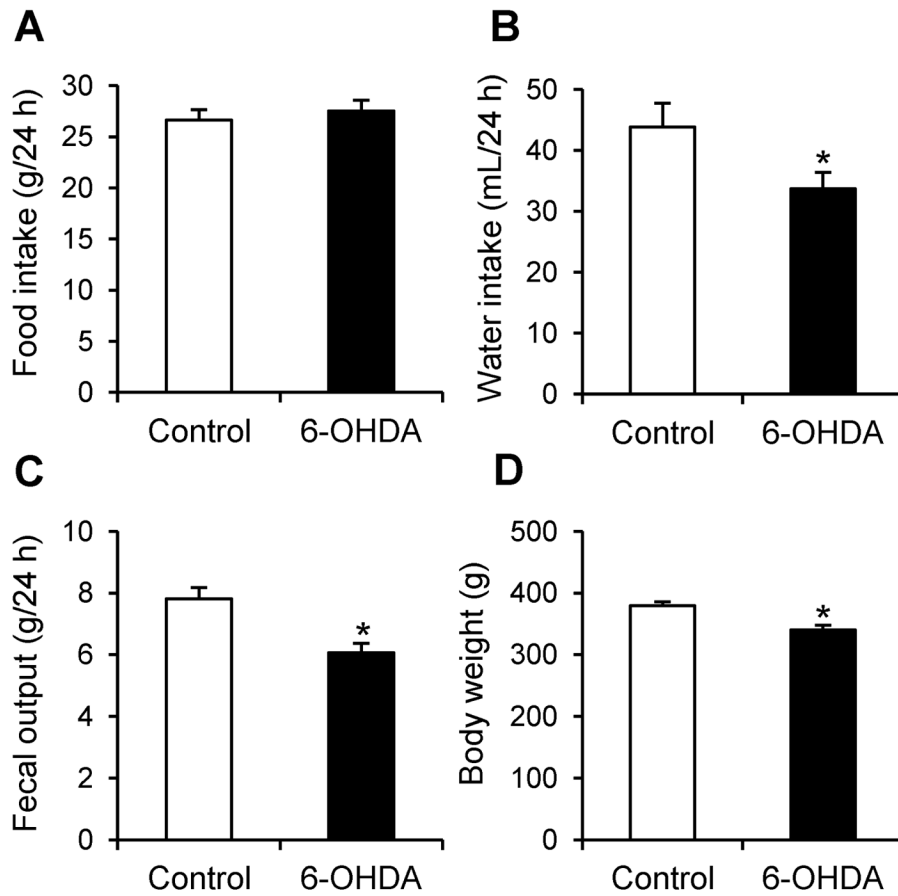 A
Food intake (g/24 h)
30
25
20
15
10
5
0
Control 6-OHDA
B
Water intake (mL/24 h)
50
40
30
20
10
0
*
Control 6-OHDA
C
Fecal output (g/24 h)
10
8
6
4
2
0
*
Control 6-OHDA
D
Body weight (g)
500
400
300
200
100
0
*
Control 6-OHDA